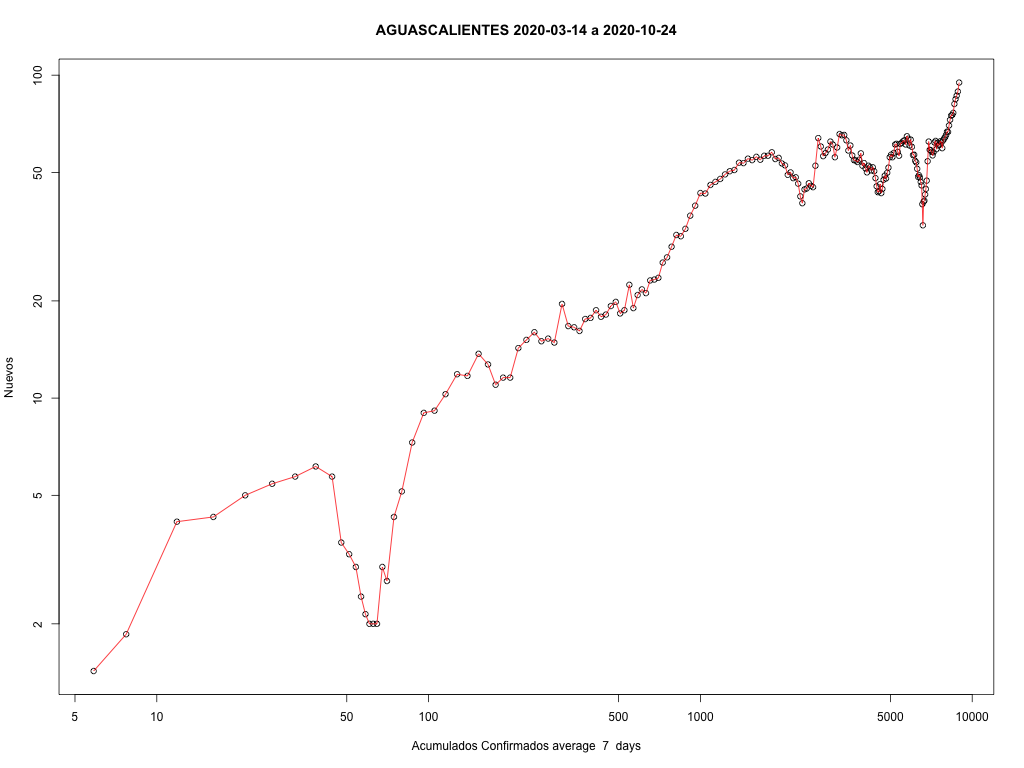 AGUASCALIENTES 2020-03-14 a 2020-10-24
Nuevos
100
50
20
10
5
2
5 10 50 100 500 1000 5000 10000
Acumulados Confirmados average 7 days